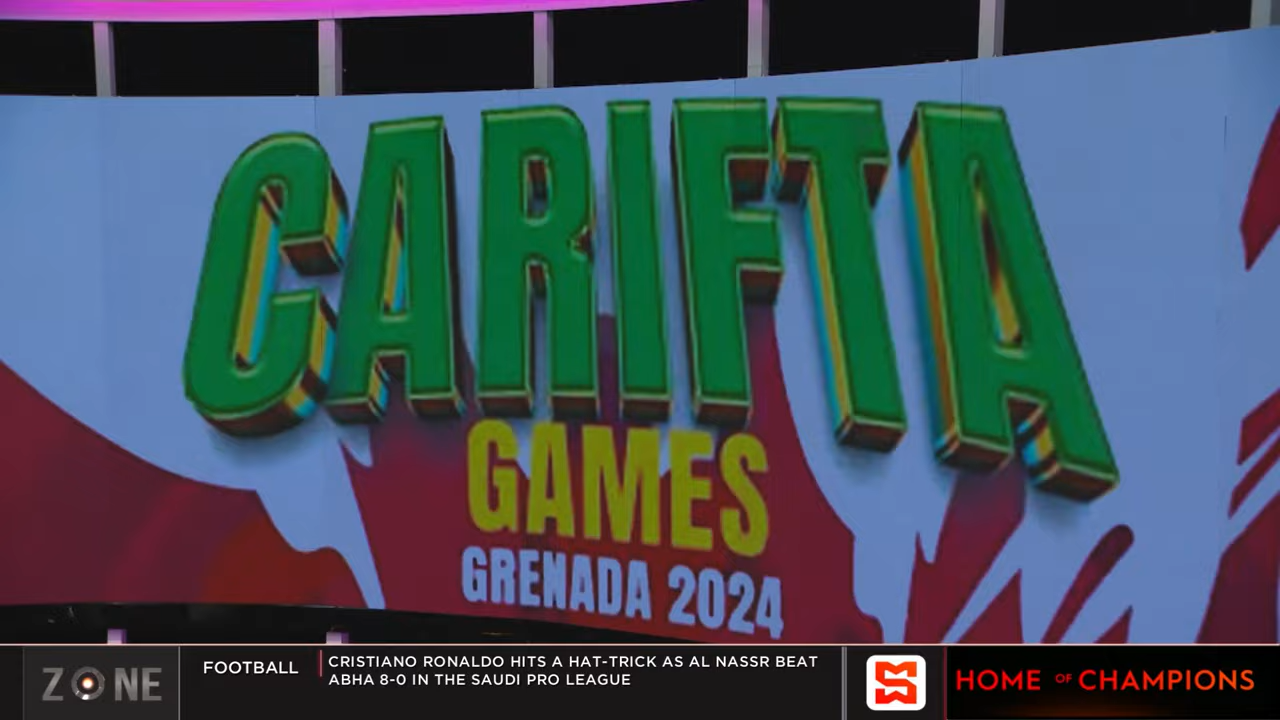 CARIFTA
GAMES
GRENADA 2024
ZONE
FOOTBALL
CRISTIANO RONALDO HITS A HAT-TRICK AS AL NASSR BEAT
ABHA 8-0 IN THE SAUDI PRO LEAGUE
HOME OF CHAMPIONS